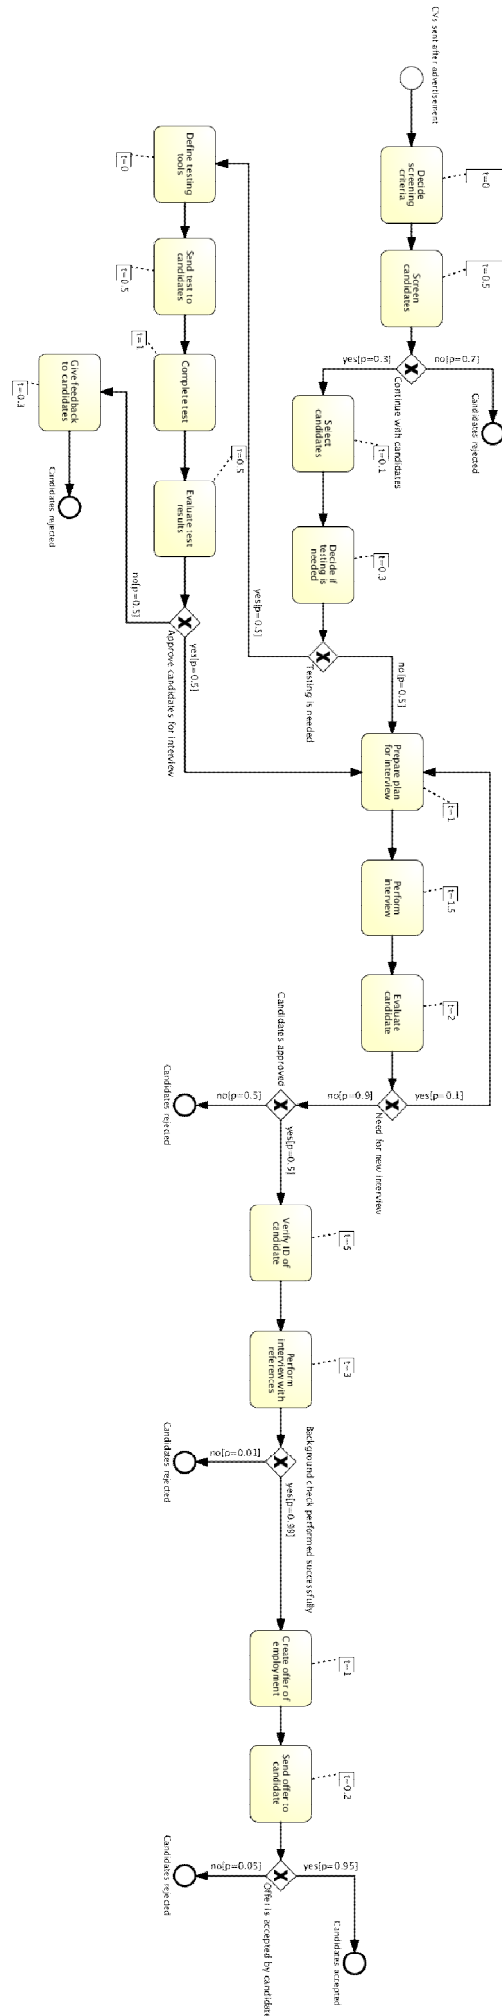 CVs sent after advertisement
Decide
screening
criteria
t=0
Screen
candidates
t=0.5
Continue with candidates
no[p=0.7]
Candidates rejected
yes[p=0.3]
Select
candidates
t=0.1
Decide if
testing is
needed
t=0.3
Testing is needed
no[p=0.5]
yes[p=0.5]
Define testing
tools
t=0
Send test to
candidates
t=0.5
Complete test
t=1
Evaluate test
results
t=0.5
Approve candidates for interview
no[p=0.5]
yes[p=0.5]
Give feedback
to candidates
t=0.3
Candidates rejected
Prepare plan
for interview
t=1
Perform
interview
t=1.5
Evaluate
candidate
t=2
Need for new interview
yes[p=0.1]
no[p=0.9]
Candidates approved
no[p=0.5]
Candidates rejected
yes[p=0.5]
Verify ID of
candidate
Perform
interview with
references
t=3
Background check performed successfully
no[p=0.01]
Candidates rejected
yes[p=0.99]
Create offer of
employment
t=1
Send offer to
candidate
t=0.2
Offer is accepted by candidate
no[p=0.05]
Candidates rejected
yes[p=0.95]
Candidates accepted